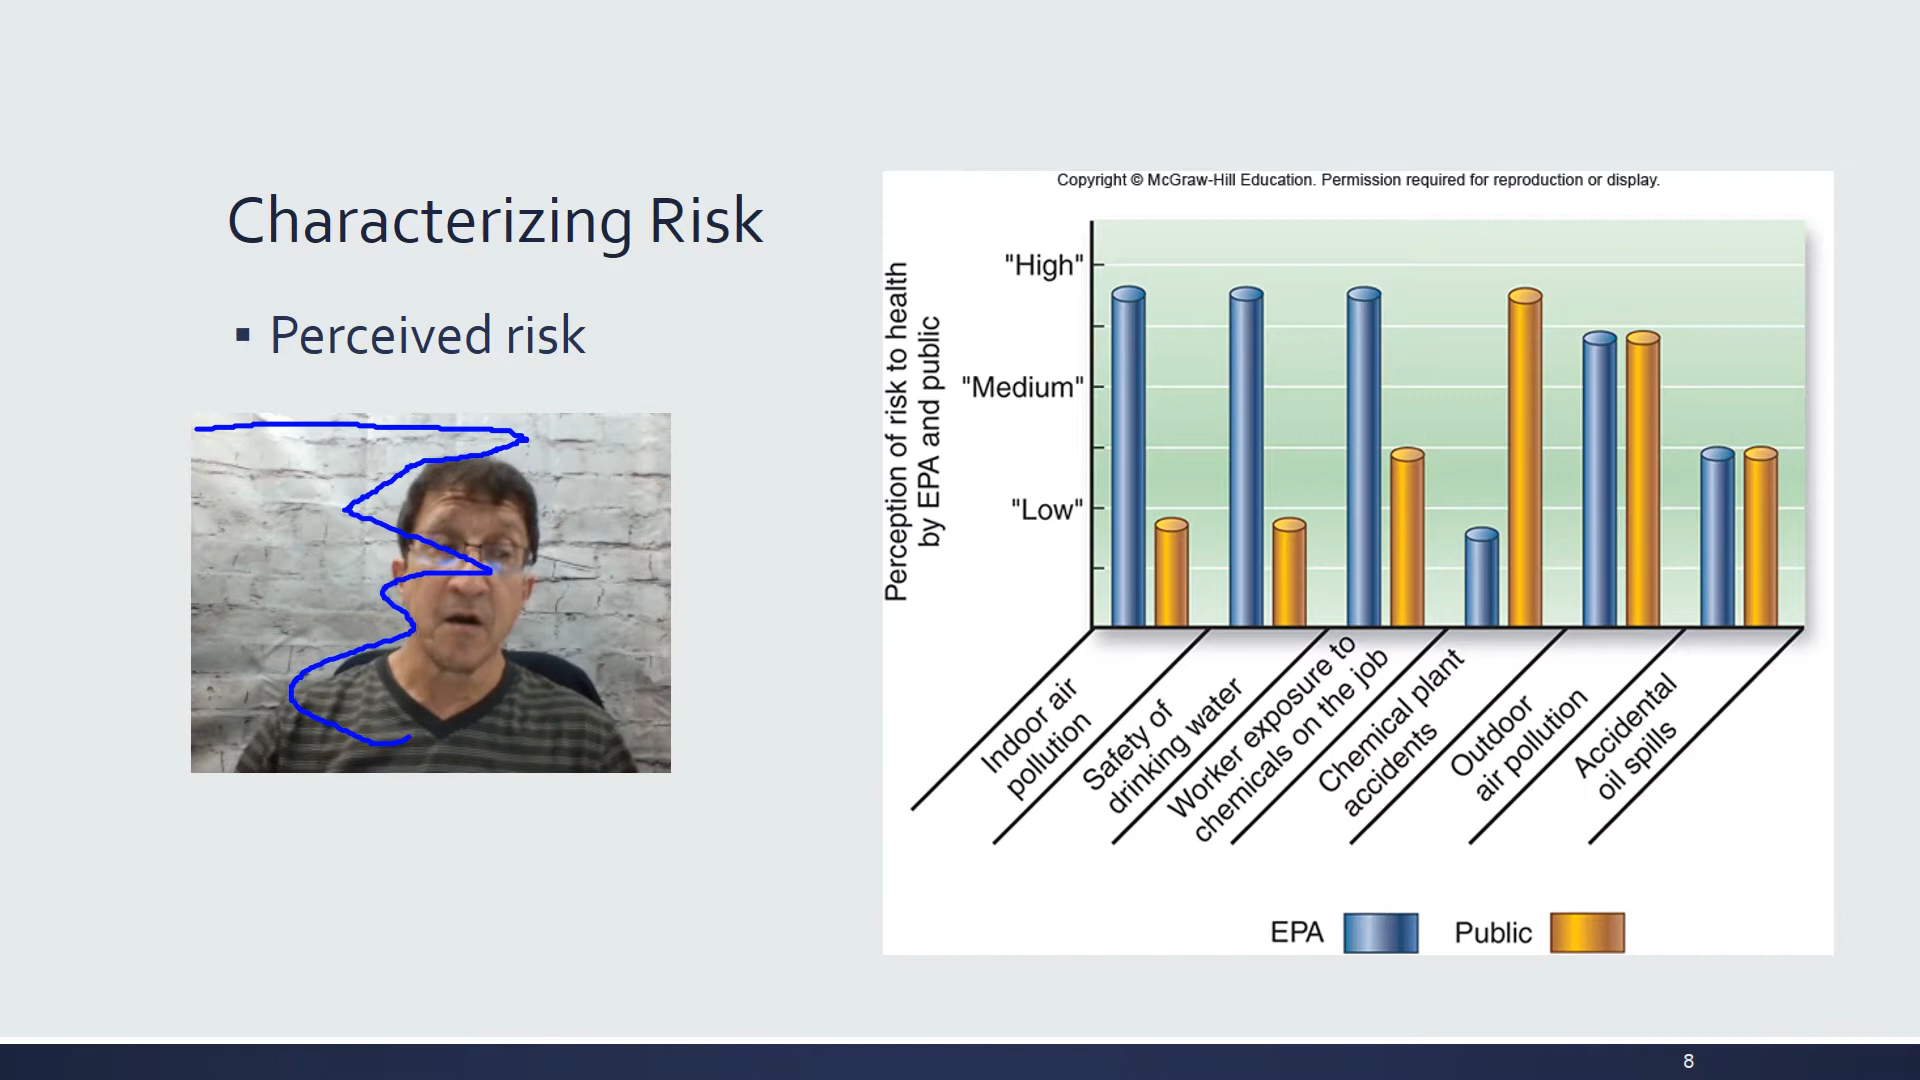 Characterizing Risk
▪ Perceived risk
Copyright © McGraw-Hill Education. Permission required for reproduction or display.
Perception of risk to health
by EPA and public
"High"
"Medium"
"Low"
Indoor air
pollution
Safety of
drinking water
Worker exposure to
chemicals on the job
Chemical plant
accidents
Outdoor
air pollution
Accidental
oil spills
EPA
Public
8